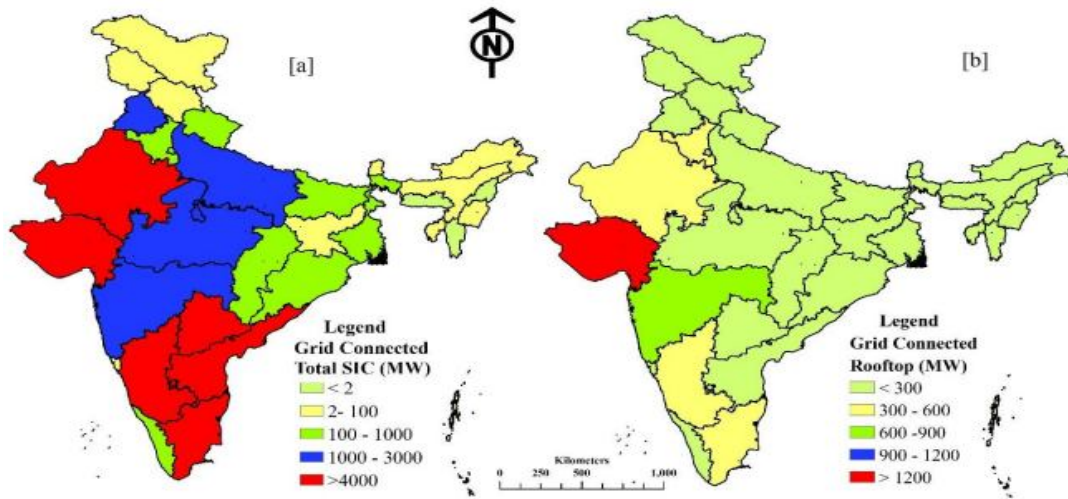 [a]
N
[b]
Legend
Grid Connected
Total SIC (MW)
< 2
2- 100
100 - 1000
1000 - 3000
>4000
Kilometers
0 250 500 1,000
Legend
Grid Connected
Rooftop (MW)
< 300
300 - 600
600 -900
900 - 1200
> 1200